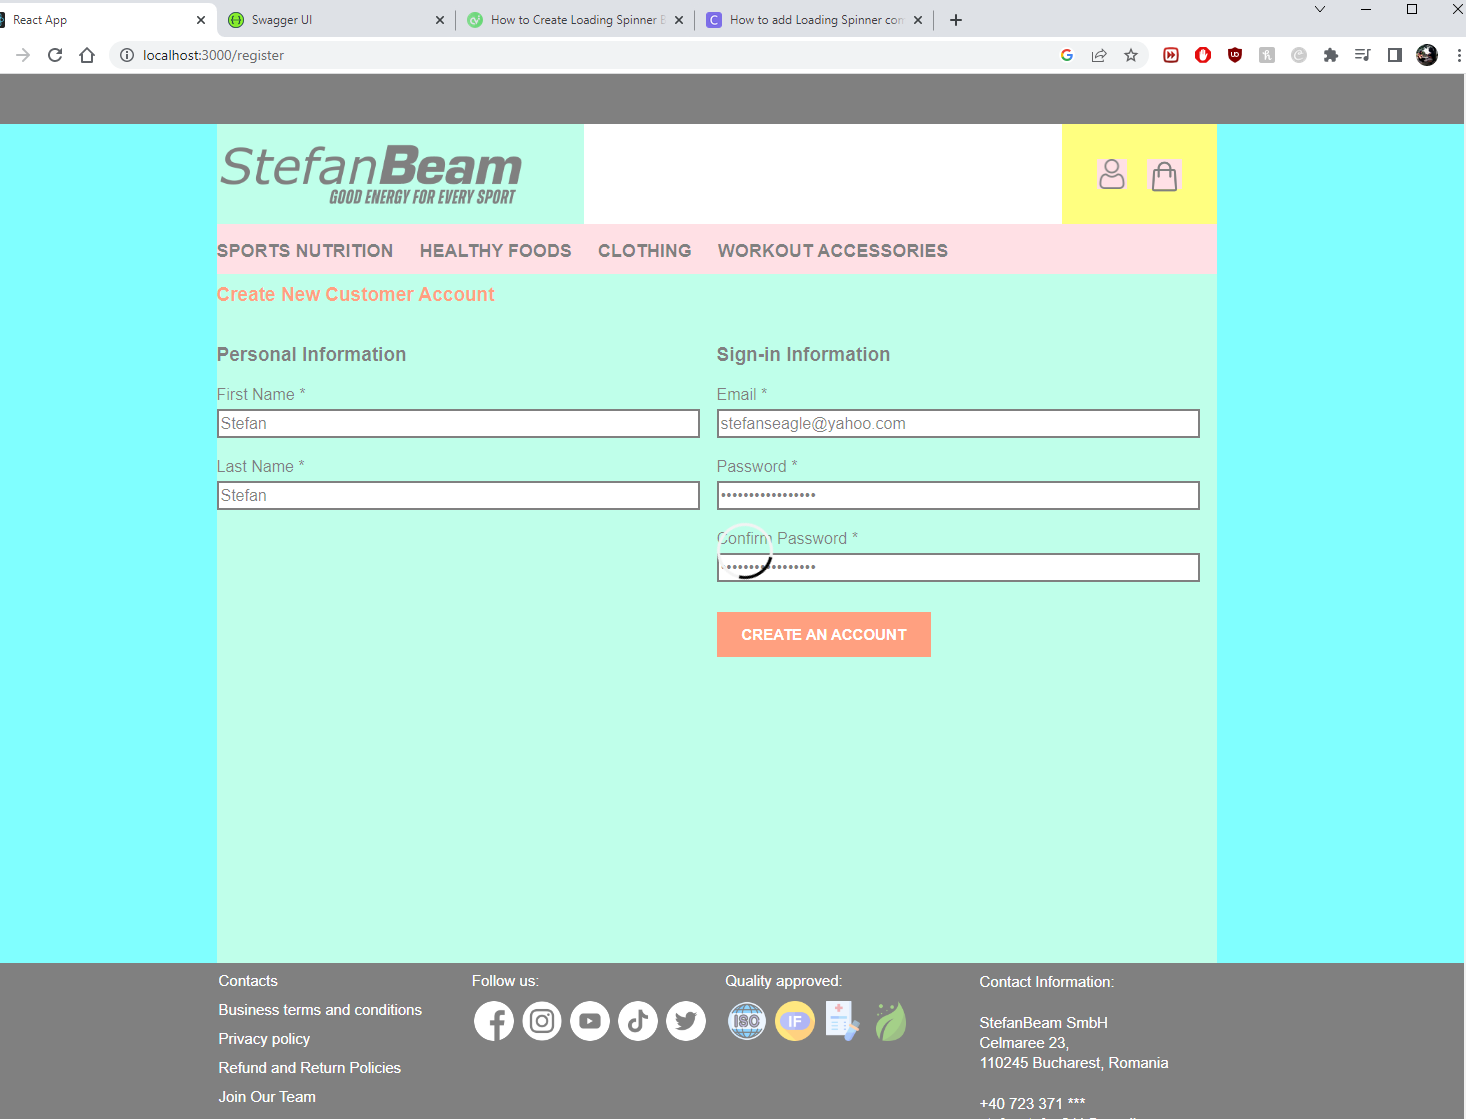 React App
Swagger UI
How to Create Loading Spinner
How to add Loading Spinner
localhost:3000/register
StefanBeam
GOOD ENERGY FOR EVERY SPORT
SPORTS NUTRITION HEALTHY FOODS CLOTHING WORKOUT ACCESSORIES
Create New Customer Account
Personal Information
First Name *
Stefan
Last Name *
Stefan
Sign-in Information
Email *
stefanseagle@yahoo.com
Password *
Confirm Password *
CREATE AN ACCOUNT
Contacts
Business terms and conditions
Privacy policy
Refund and Return Policies
Join Our Team
Follow us:
Quality approved:
ISO
IF
Contact Information:
StefanBeam SmbH
Celmaree 23,
110245 Bucharest, Romania
+40 723 371 ***